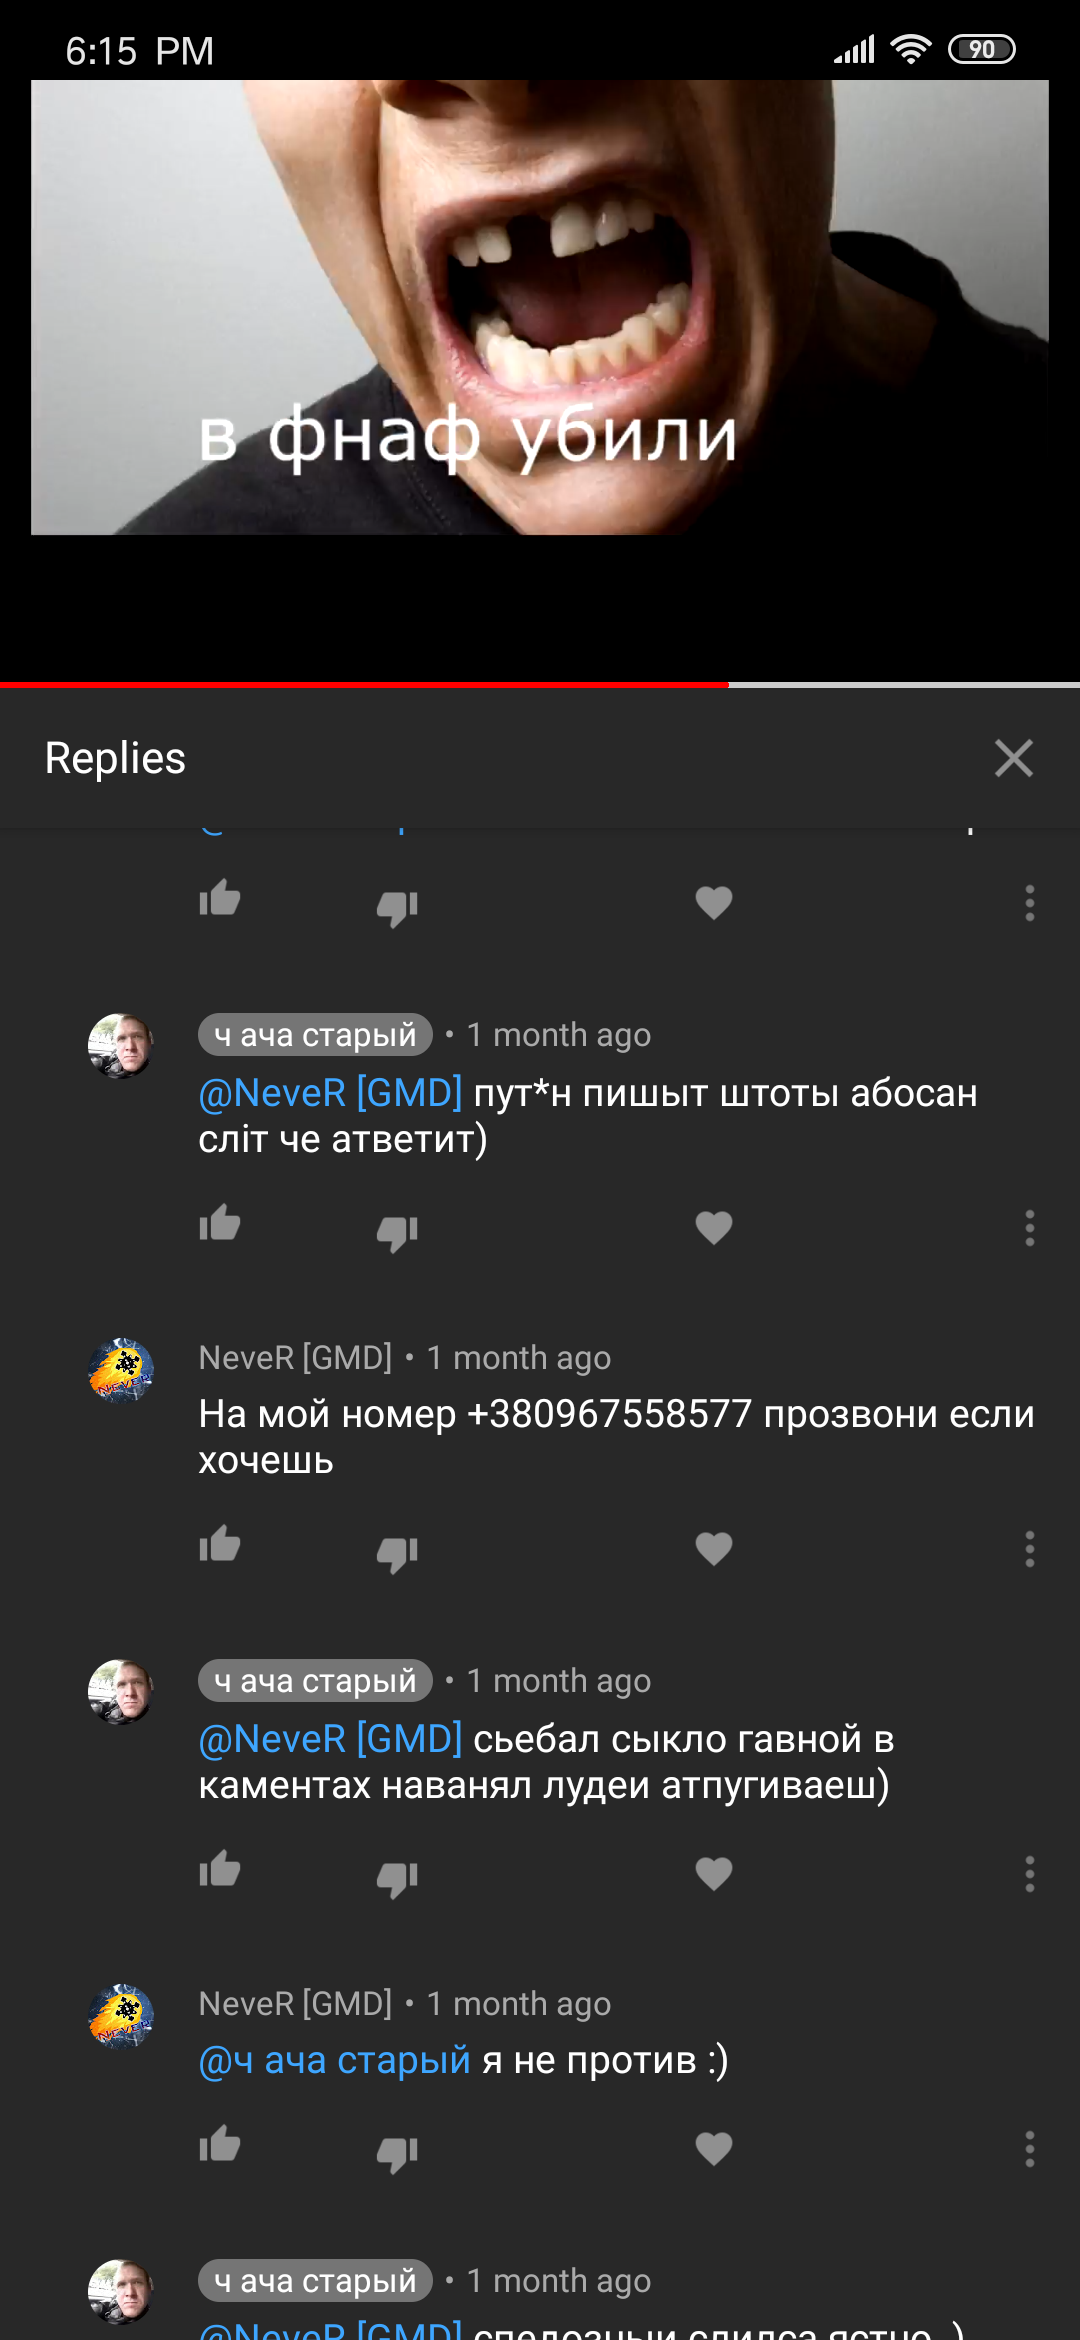 6:15 PM
90
в фнаф убили
Replies
ч ача старый • 1 month ago
@NeveR [GMD] пут*н пишыт штоты абосан
сліт че атветит)
NeveR [GMD] • 1 month ago
На мой номер +380967558577 прозвони если
хочешь
ч ача старый • 1 month ago
@NeveR [GMD] сьебал сыкло гавной в
каментах наванял лудеи атпугиваеш)
NeveR [GMD] • 1 month ago
@ч ача старый я не против :)
ч ача старый • 1 month ago
@NeveR [GMD]